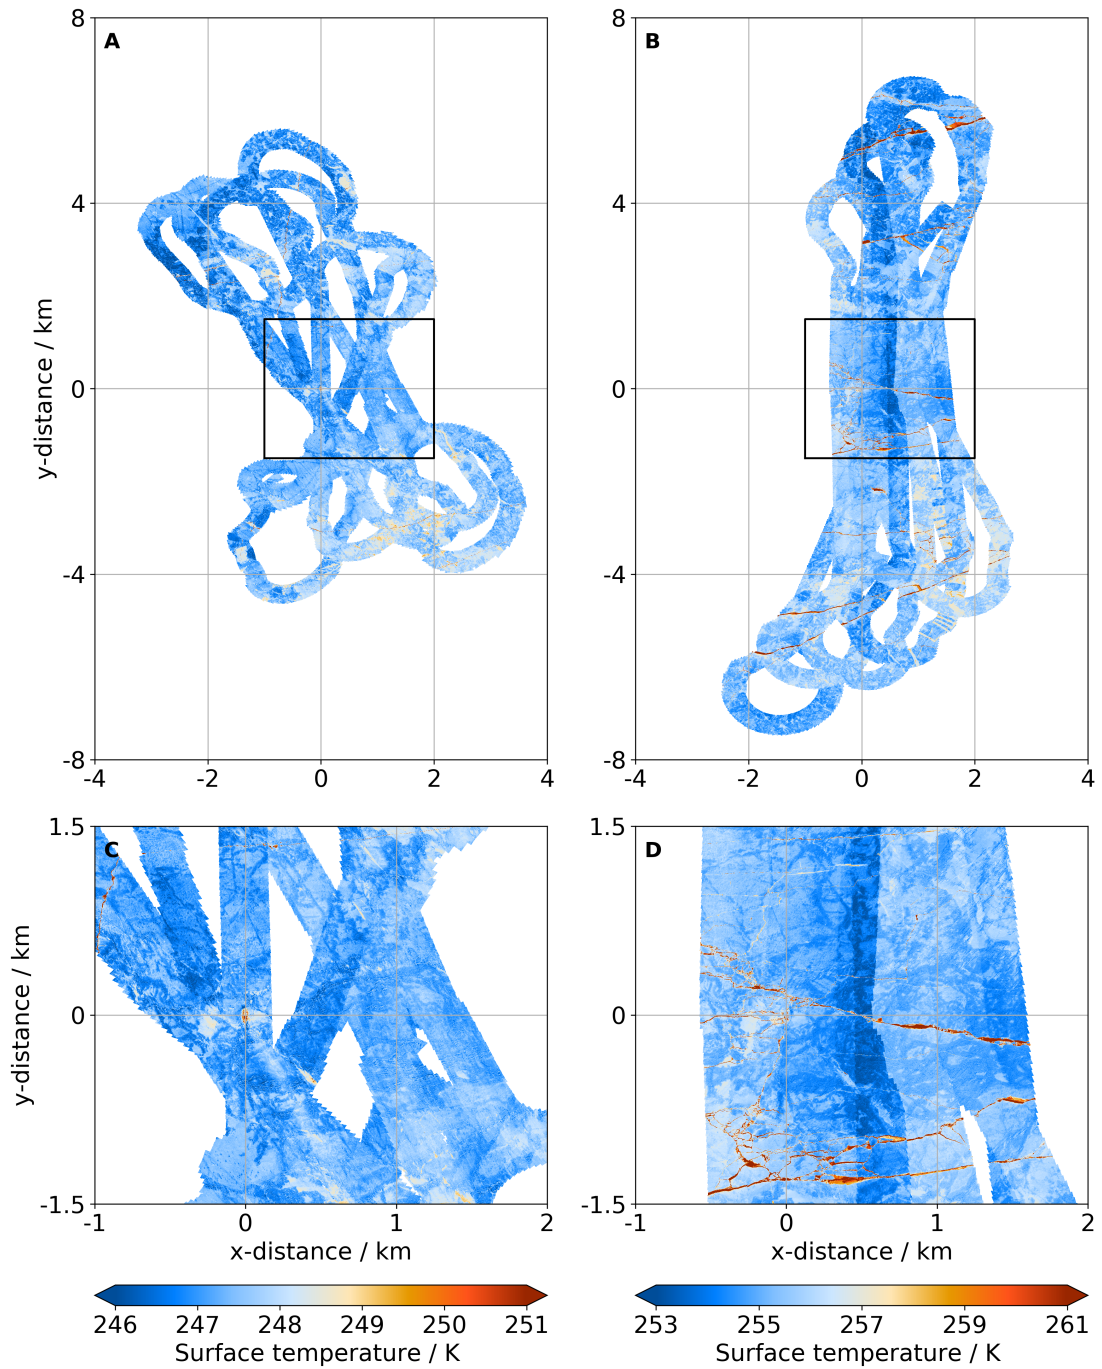 A
B
8
4
0
-4
-8
8
4
0
-4
-8
y-distance / km
-4 -2 0 2 4
-4 -2 0 2 4
C
D
1.5
0
-1.5
1.5
0
-1.5
y-distance / km
-1 0 1 2
-1 0 1 2
x-distance / km
x-distance / km
246 247 248 249 250 251
253 255 257 259 261
Surface temperature / K
Surface temperature / K